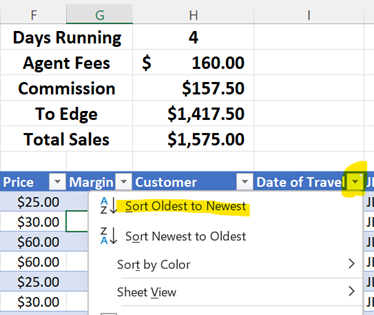 F G H I
Days Running 4
Agent Fees $ 160.00
Commission $157.50
To Edge $1,417.50
Total Sales $1,575.00
Price Margin Customer Date of Travel
$25.00 A Z Sort Oldest to Newest
$30.00
$60.00 Z A Sort Newest to Oldest
$60.00 Sort by Color
$25.00 Sheet View
$30.00